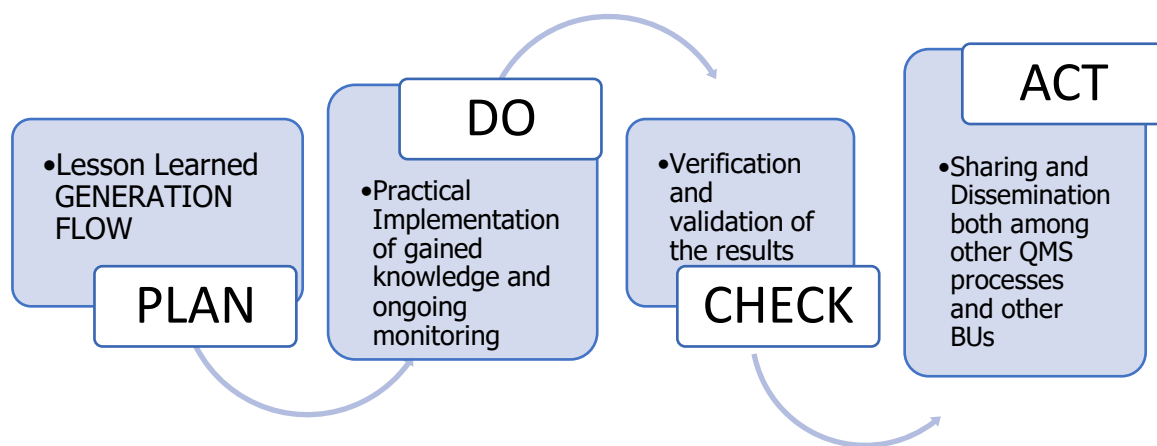 •Lesson Learned
GENERATION
FLOW
PLAN
DO
•Practical
Implementation
of gained
knowledge and
ongoing
monitoring
•Verification
and
validation of
the results
CHECK
ACT
•Sharing and
Dissemination
both among
other QMS
processes
and other
BUs